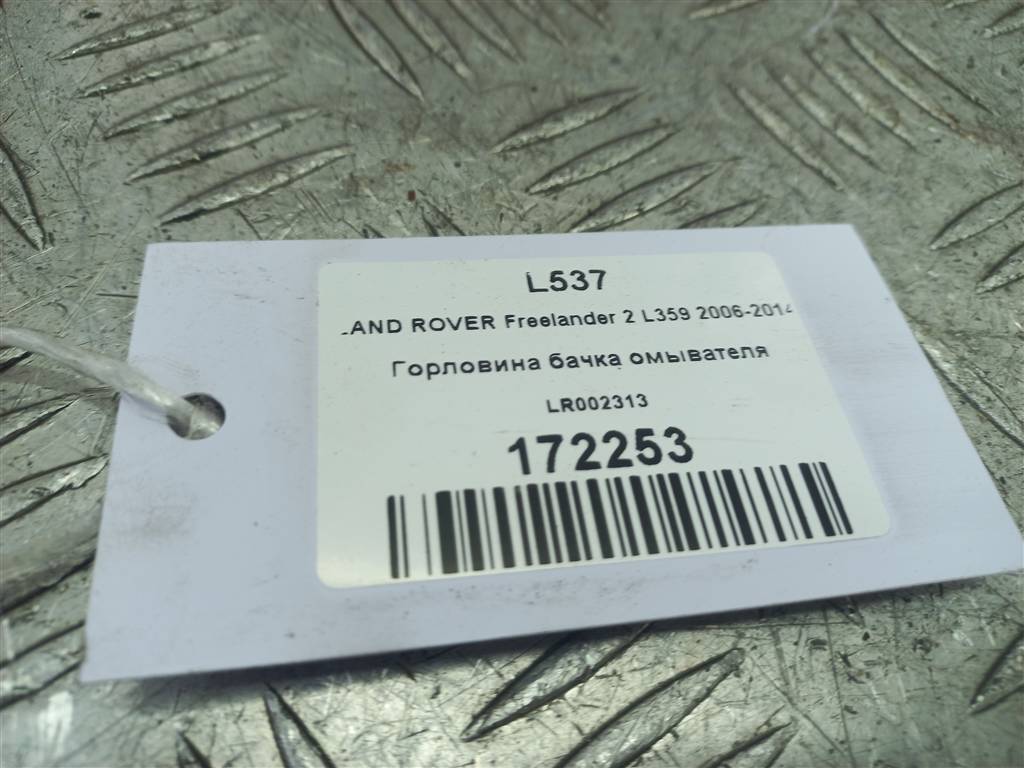 L537
LAND ROVER Freelander 2 L359 2006-2014
Горловина бачка омывателя
LR002313
172253